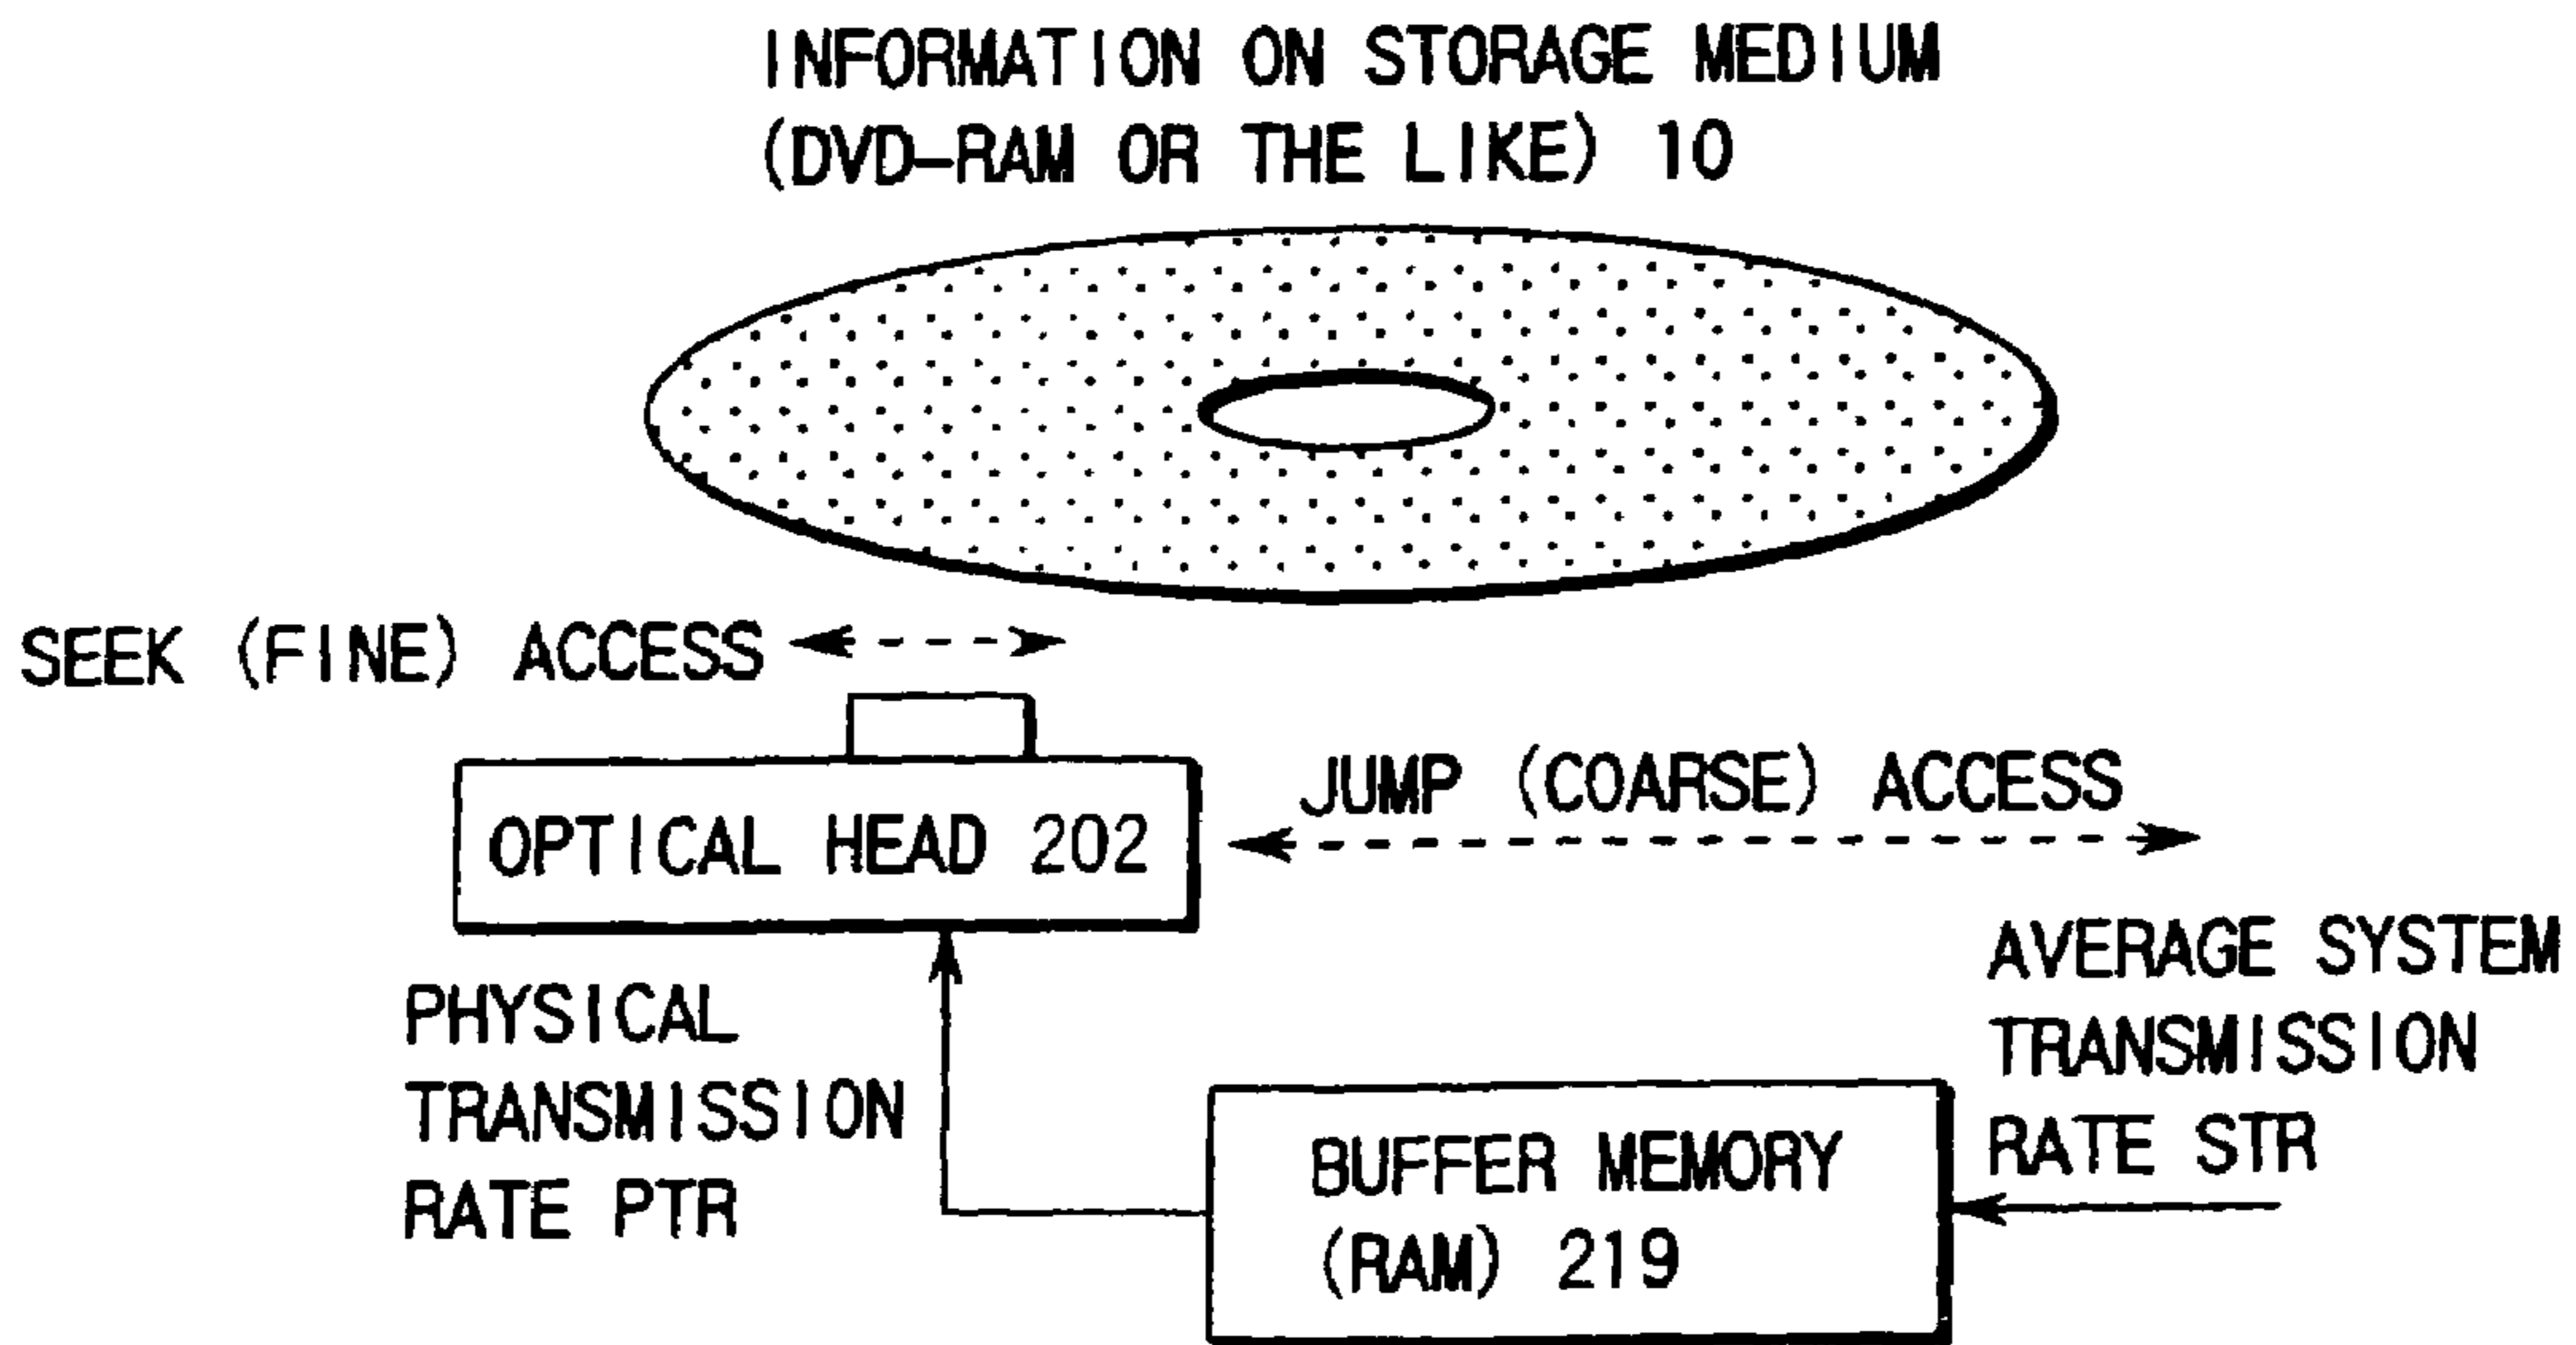 INFORMATION ON STORAGE MEDIUM
(DVD-RAM OR THE LIKE) 10
SEEK (FINE) ACCESS
JUMP (COARSE) ACCESS
OPTICAL HEAD 202
AVERAGE SYSTEM
TRANSMISSION
RATE STR
PHYSICAL
TRANSMISSION
RATE PTR
BUFFER MEMORY
(RAM) 219